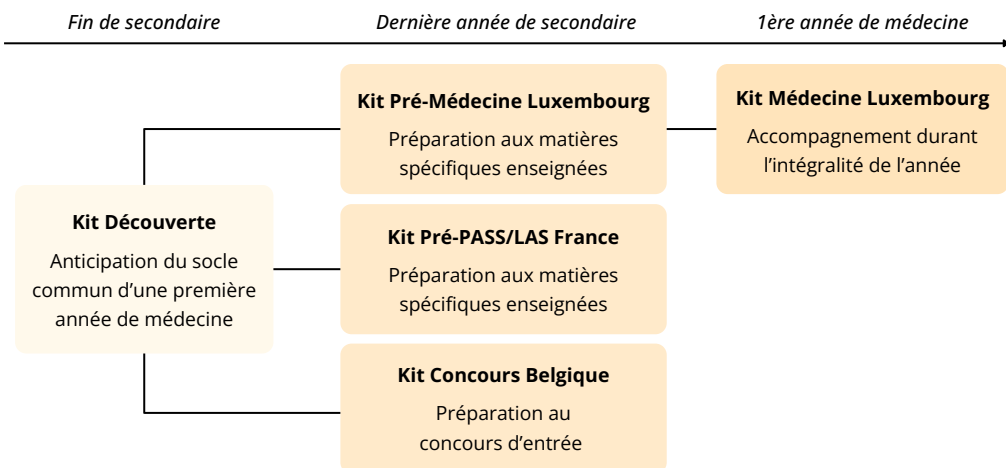 Fin de secondaire
Dernière année de secondaire
1ère année de médecine
Kit Pré-Médecine Luxembourg
Préparation aux matières
spécifiques enseignées
Kit Médecine Luxembourg
Accompagnement durant
l’intégralité de l’année
Kit Découverte
Anticipation du socle
commun d’une première
année de médecine
Kit Pré-PASS/LAS France
Préparation aux matières
spécifiques enseignées
Kit Concours Belgique
Préparation au
concours d’entrée